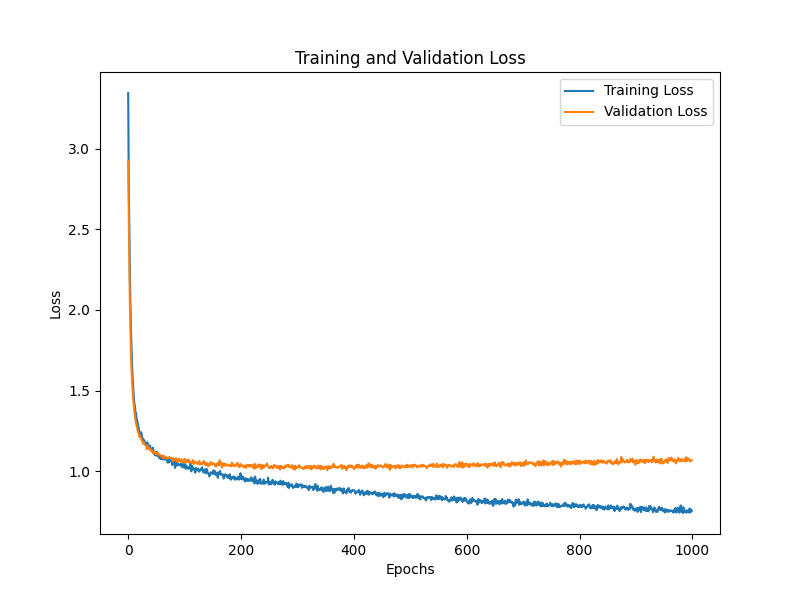 Training and Validation Loss
Training Loss
Validation Loss
3.0
2.5
2.0
1.5
1.0
Loss
0 200 400 600 800 1000
Epochs